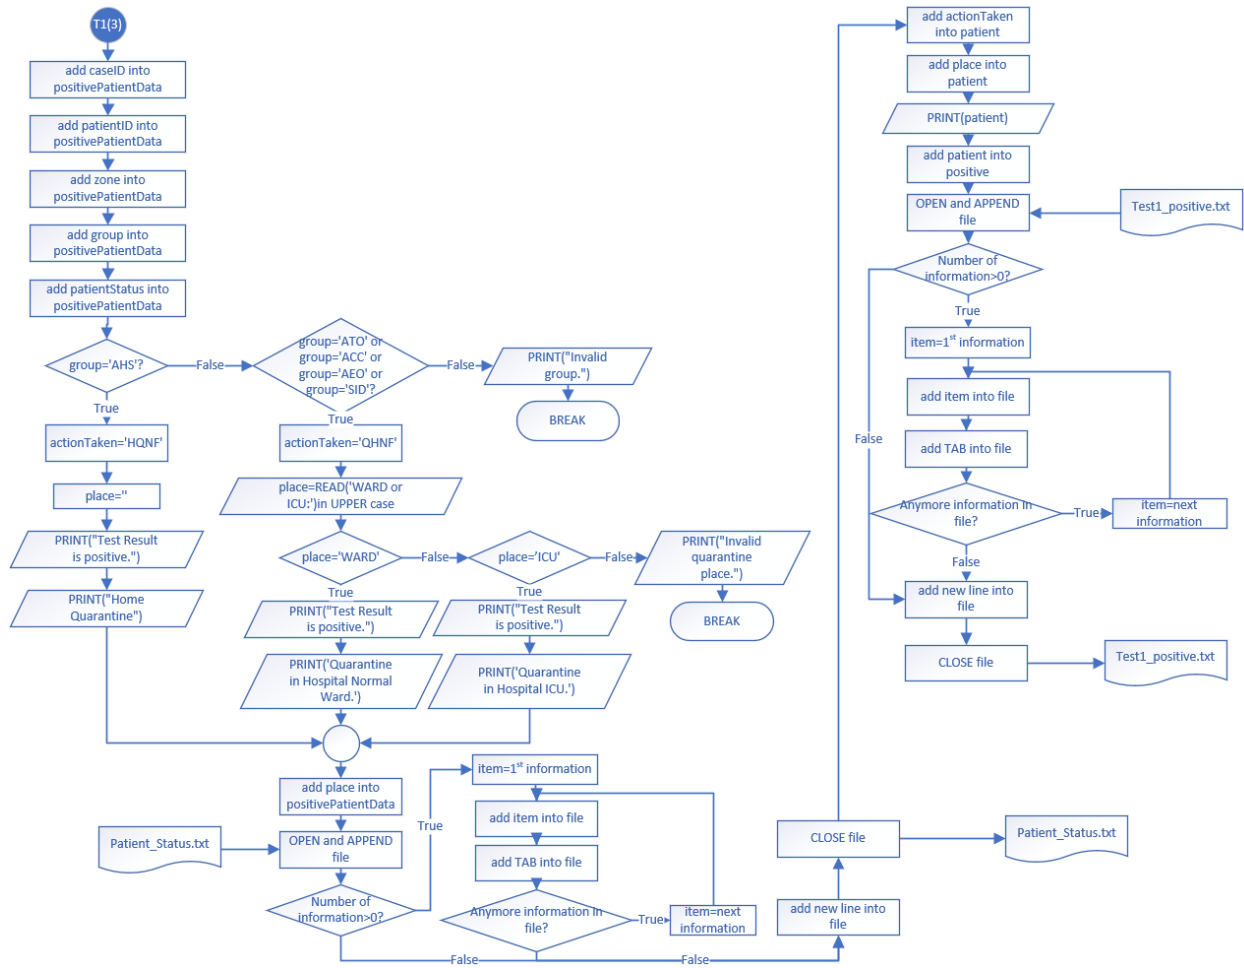 T1(3)
add caseID into
positivePatientData
add patientID into
positivePatientData
add zone into
positivePatientData
add group into
positivePatientData
add patientStatus into
positivePatientData
group='AHS'?
False
True
actionTaken='HQNF'
place=''
PRINT("Test Result
is positive.")
PRINT("Home
Quarantine")
group='ATO' or
group='ACC' or
group='AEO' or
group='SID'?
False
PRINT("Invalid
group.")
BREAK
True
actionTaken='QHNF'
place=READ('WARD or
ICU:')in UPPER case
place='WARD'
False
place='ICU'
False
PRINT("Invalid
quarantine
place.")
BREAK
True
PRINT("Test Result
is positive.")
PRINT('Quarantine
in Hospital Normal
Ward.')
True
PRINT("Test Result
is positive.")
PRINT('Quarantine
in Hospital ICU.')
add place into
positivePatientData
Patient_Status.txt
OPEN and APPEND
file
Number of
information>0?
True
False
item=1st information
add item into file
add TAB into file
Anymore information in
file?
True
item=next
information
False
add new line into
file
CLOSE file
Patient_Status.txt
add actionTaken
into patient
add place into
patient
PRINT(patient)
add patient into
positive
OPEN and APPEND
file
Test1_positive.txt
Number of
information>0?
True
False
item=1st information
add item into file
add TAB into file
Anymore information in
file?
True
item=next
information
False
add new line into
file
CLOSE file
Test1_positive.txt